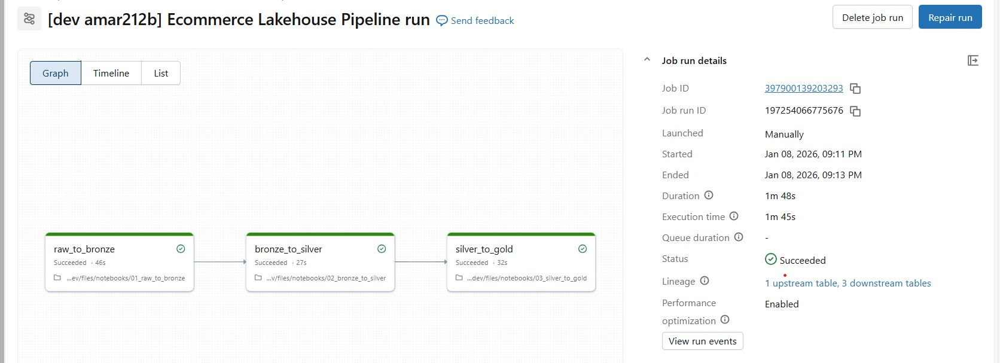 [dev amar212b] Ecommerce Lakehouse Pipeline run Send feedback
Delete job run Repair run
Graph Timeline List
raw_to_bronze
Succeeded · 46s
...ev/files/notebooks/01_raw_to_bronze
bronze_to_silver
Succeeded · 27s
...v/files/notebooks/02_bronze_to_silver
silver_to_gold
Succeeded · 32s
...dev/files/notebooks/03_silver_to_gold
Job run details
Job ID 397900139203293
Job run ID 197254066775676
Launched Manually
Started Jan 08, 2026, 09:11 PM
Ended Jan 08, 2026, 09:13 PM
Duration 1m 48s
Execution time 1m 45s
Queue duration -
Status Succeeded
Lineage 1 upstream table, 3 downstream tables
Performance Enabled
optimization
View run events